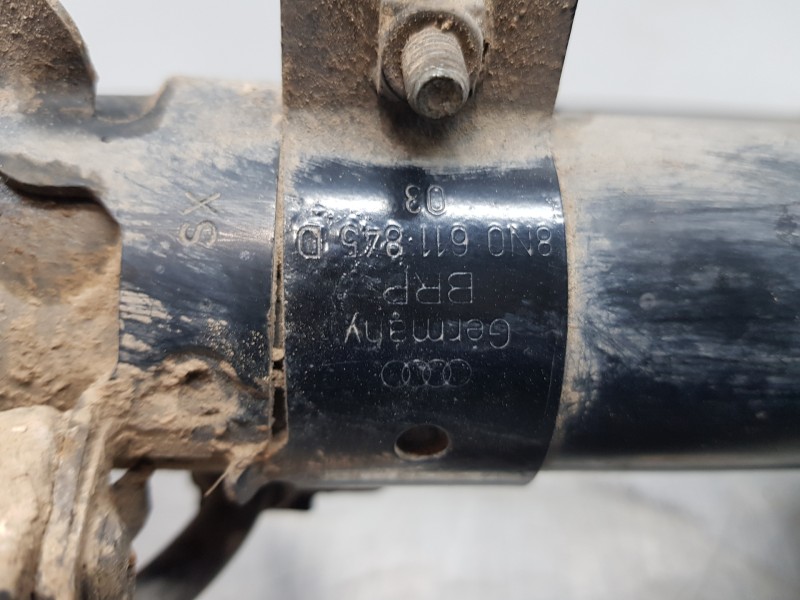 Germany
BRP
8N0 611 845 D
03
SX